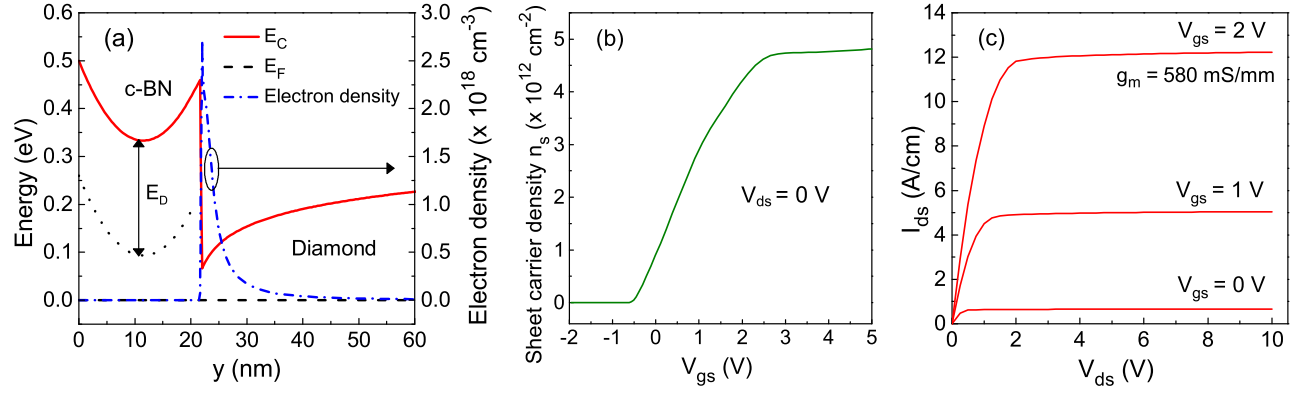 (a)
E_C
E_F
Electron density
c-BN
E_D
Diamond
0.6
0.5
0.4
0.3
0.2
0.1
0.0
Energy (eV)
0 10 20 30 40 50 60
y (nm)
3.0
2.5
2.0
1.5
1.0
0.5
0.0
Electron density (x 10^18 cm^-3)
(b)
V_ds = 0 V
6
5
4
3
2
1
0
Sheet carrier density n_s (x 10^12 cm^-2)
-2 -1 0 1 2 3 4 5
V_gs (V)
(c)
V_gs = 2 V
g_m = 580 mS/mm
V_gs = 1 V
V_gs = 0 V
14
12
10
8
6
4
2
0
I_ds (A/cm)
0 2 4 6 8 10
V_ds (V)